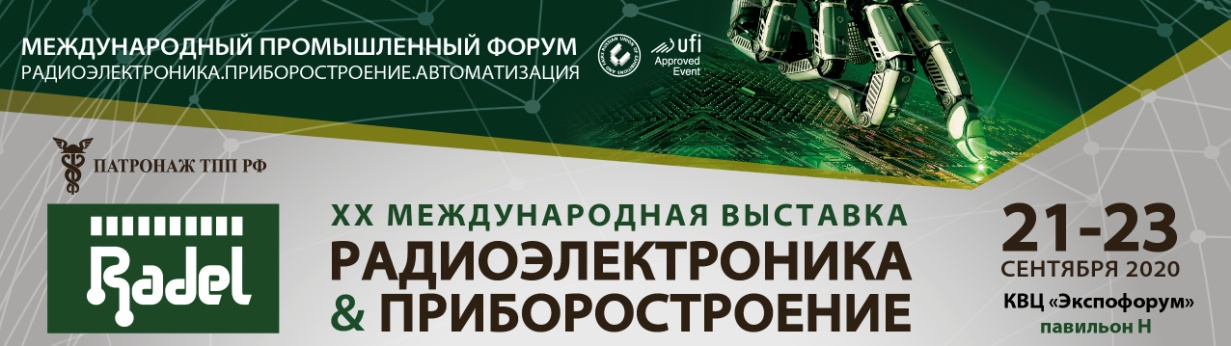 МЕЖДУНАРОДНЫЙ ПРОМЫШЛЕННЫЙ ФОРУМ
РАДИОЭЛЕКТРОНИКА.ПРИБОРОСТРОЕНИЕ.АВТОМАТИЗАЦИЯ
ufi
Approved
Event
ПАТРОНАЖ ТПП РФ
Radel
XX МЕЖДУНАРОДНАЯ ВЫСТАВКА
РАДИОЭЛЕКТРОНИКА
& ПРИБОРОСТРОЕНИЕ
21-23
СЕНТЯБРЯ 2020
КВЦ «Экспофорум»
павильон H